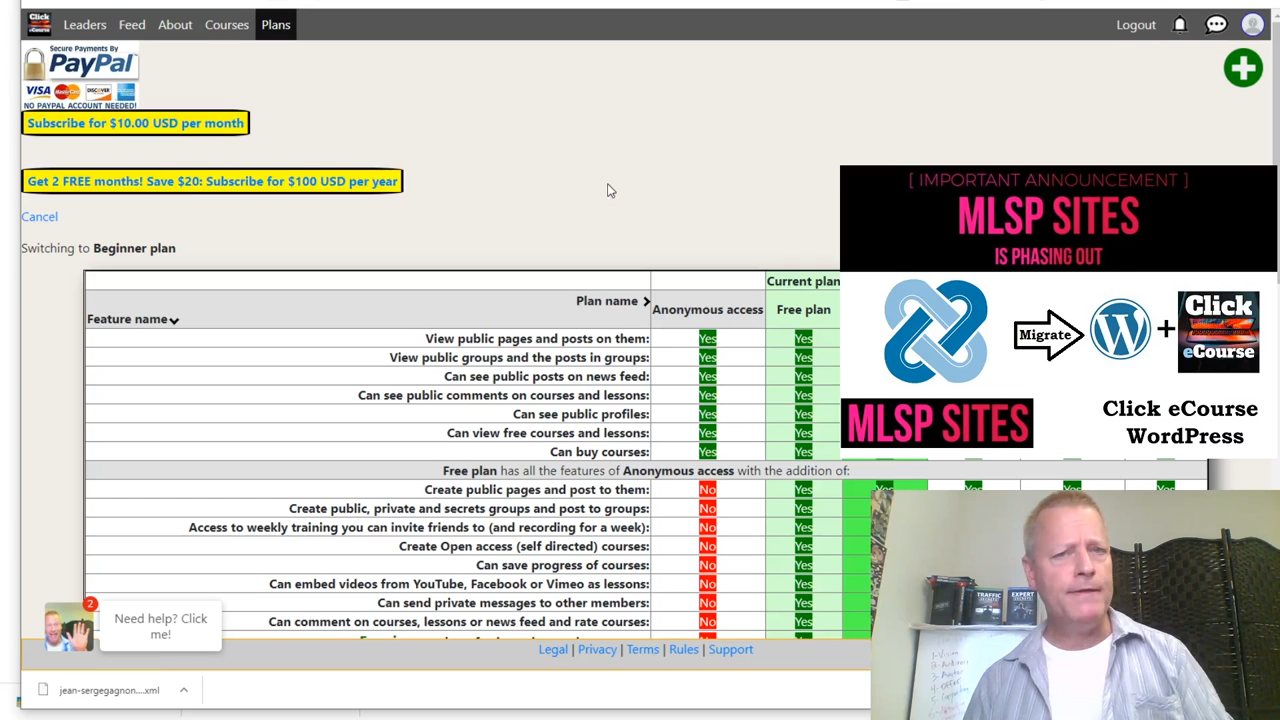 Click
eCourse
Leaders
Feed
About
Courses
Plans
Logout
SECURE PAYMENTS BY
PayPal
VISA
MasterCard
DISCOVER
NO PAYPAL ACCOUNT NEEDED!
Subscribe for $10.00 USD per month
Get 2 FREE months! Save $20: Subscribe for $100 USD per year
Cancel
Switching to Beginner plan
Current plan
Plan name
Feature name
Anonymous access
Free plan
View public pages and posts on them: Yes Yes
View public groups and the posts in groups: Yes Yes
Can see public posts on news feed: Yes Yes
Can see public comments on courses and lessons: Yes Yes
Can see public profiles: Yes Yes
Can view free courses and lessons: Yes Yes
Can buy courses: Yes Yes
Free plan has all the features of Anonymous access with the addition of:
Create public pages and post to them: No Yes Yes Yes Yes Yes
Create public, private and secrets groups and post to groups: No Yes
Access to weekly training you can invite friends to (and recording for a week): No Yes
Create Open access (self directed) courses: No Yes
Can save progress of courses: No Yes
Can embed videos from YouTube, Facebook or Vimeo as lessons: No Yes
Can send private messages to other members: No Yes
Can comment on courses, lessons or news feed and rate courses: No Yes
[ IMPORTANT ANNOUNCEMENT ]
MLSP SITES
IS PHASING OUT
Migrate
W
+
Click
eCourse
MLSP SITES
Click eCourse
WordPress
2
Need help? Click
me!
Legal | Privacy | Terms | Rules | Support
jean-sergegagnon....xml
TRAFFIC
SECRETS
EXPERT
SECRETS